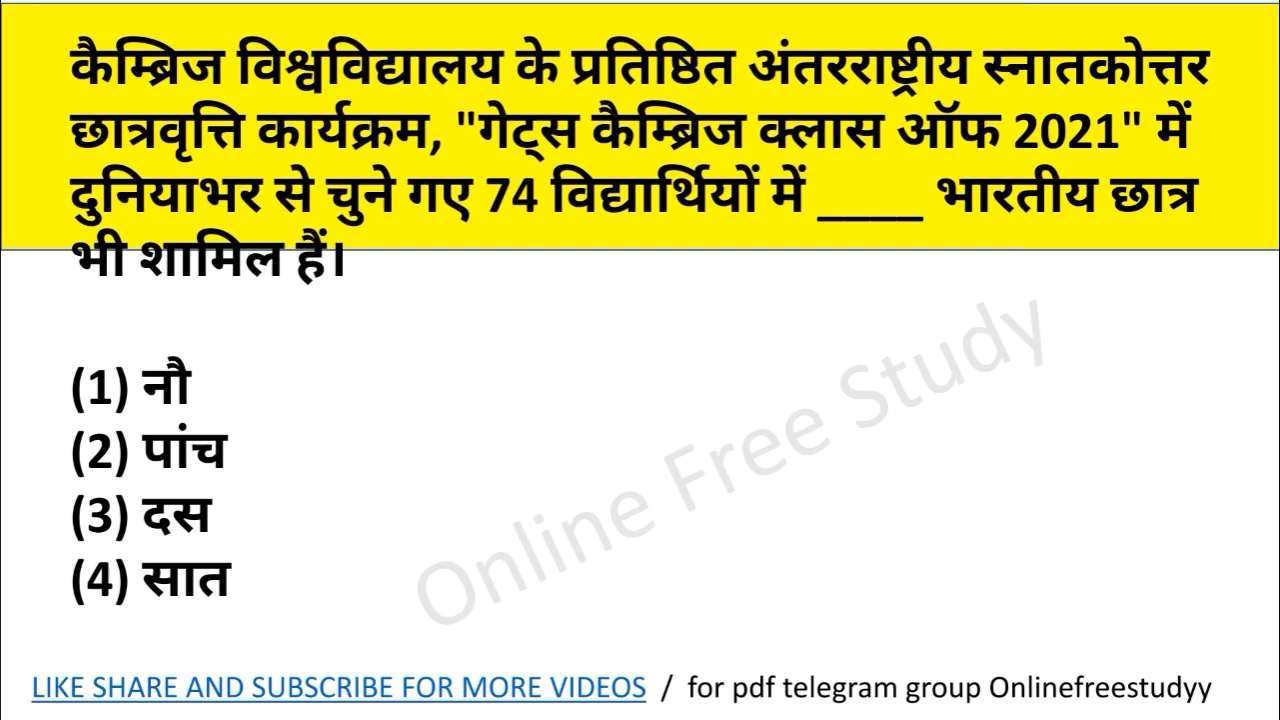 कैम्ब्रिज विश्वविद्यालय के प्रतिष्ठित अंतरराष्ट्रीय स्नातकोत्तर
छात्रवृत्ति कार्यक्रम, "गेट्स कैम्ब्रिज क्लास ऑफ 2021" में
दुनियाभर से चुने गए 74 विद्यार्थियों में ____ भारतीय छात्र
भी शामिल हैं।
(1) नौ
(2) पांच
(3) दस
(4) सात
Online Free Study
LIKE SHARE AND SUBSCRIBE FOR MORE VIDEOS / for pdf telegram group Onlinefreestudyy